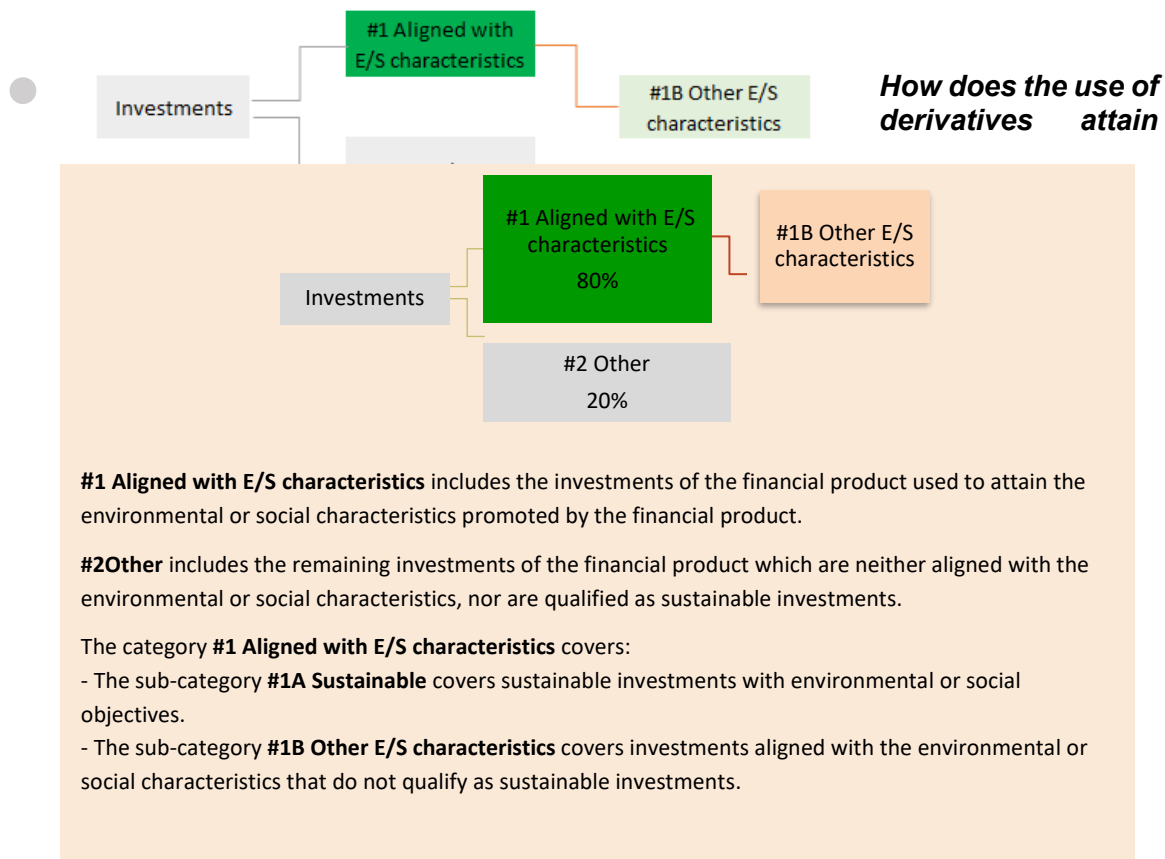 #1 Aligned with
E/S characteristics
Investments
#1B Other E/S
characteristics
How does the use of
derivatives attain
#1 Aligned with E/S
characteristics
80%
#1B Other E/S
characteristics
Investments
#2 Other
20%
#1 Aligned with E/S characteristics includes the investments of the financial product used to attain the
environmental or social characteristics promoted by the financial product.
#2Other includes the remaining investments of the financial product which are neither aligned with the
environmental or social characteristics, nor are qualified as sustainable investments.
The category #1 Aligned with E/S characteristics covers:
- The sub-category #1A Sustainable covers sustainable investments with environmental or social
objectives.
- The sub-category #1B Other E/S characteristics covers investments aligned with the environmental or
social characteristics that do not qualify as sustainable investments.